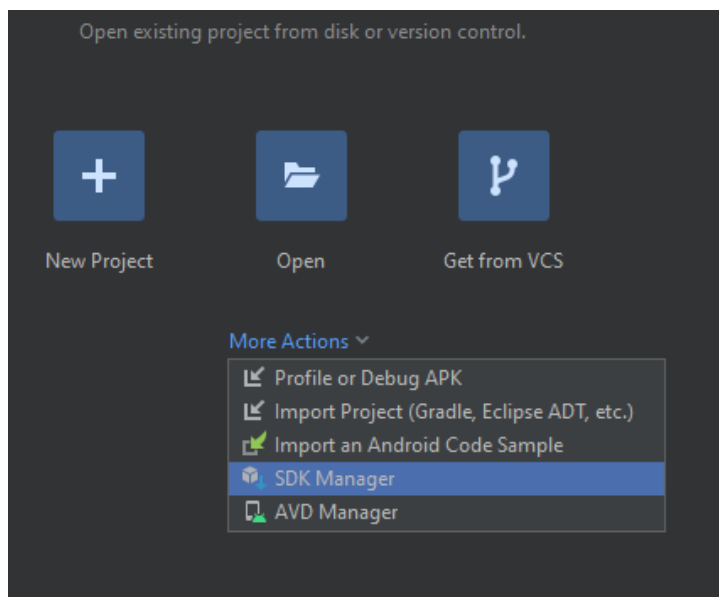 Open existing project from disk or version control.
New Project
Open
Get from VCS
More Actions
Profile or Debug APK
Import Project (Gradle, Eclipse ADT, etc.)
Import an Android Code Sample
SDK Manager
AVD Manager